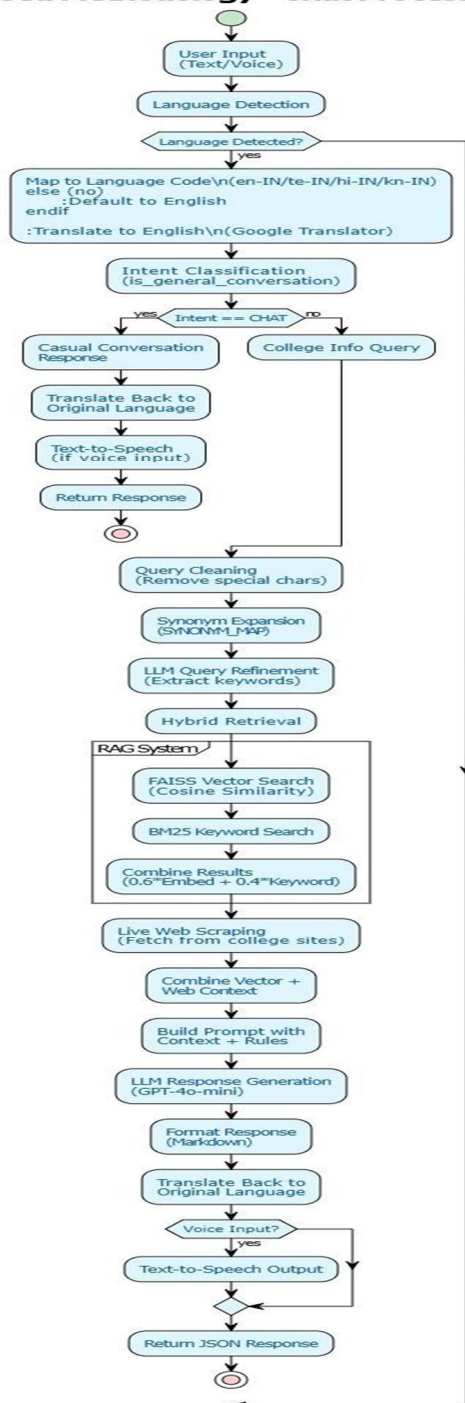 User Input
(Text/Voice)
Language Detection
Language Detected?
yes
Map to Language Code\n(en-IN/te-IN/hi-IN/kn-IN)
else (no)
:Default to English
endif
:Translate to English\n(Google Translator)
Intent Classification
(is_general_conversation)
yes
Intent == CHAT
no
Casual Conversation
Response
College Info Query
Translate Back to
Original Language
Text-to-Speech
(if voice input)
Return Response
Query Cleaning
(Remove special chars)
Synonym Expansion
(SYNONYM_MAP)
LLM Query Refinement
(Extract keywords)
Hybrid Retrieval
RAG System
FAISS Vector Search
(Cosine Similarity)
BM25 Keyword Search
Combine Results
(0.6*Embed + 0.4*Keyword)
Live Web Scraping
(Fetch from college sites)
Combine Vector +
Web Context
Build Prompt with
Context + Rules
LLM Response Generation
(GPT-4o-mini)
Format Response
(Markdown)
Translate Back to
Original Language
Voice Input?
yes
Text-to-Speech Output
Return JSON Response